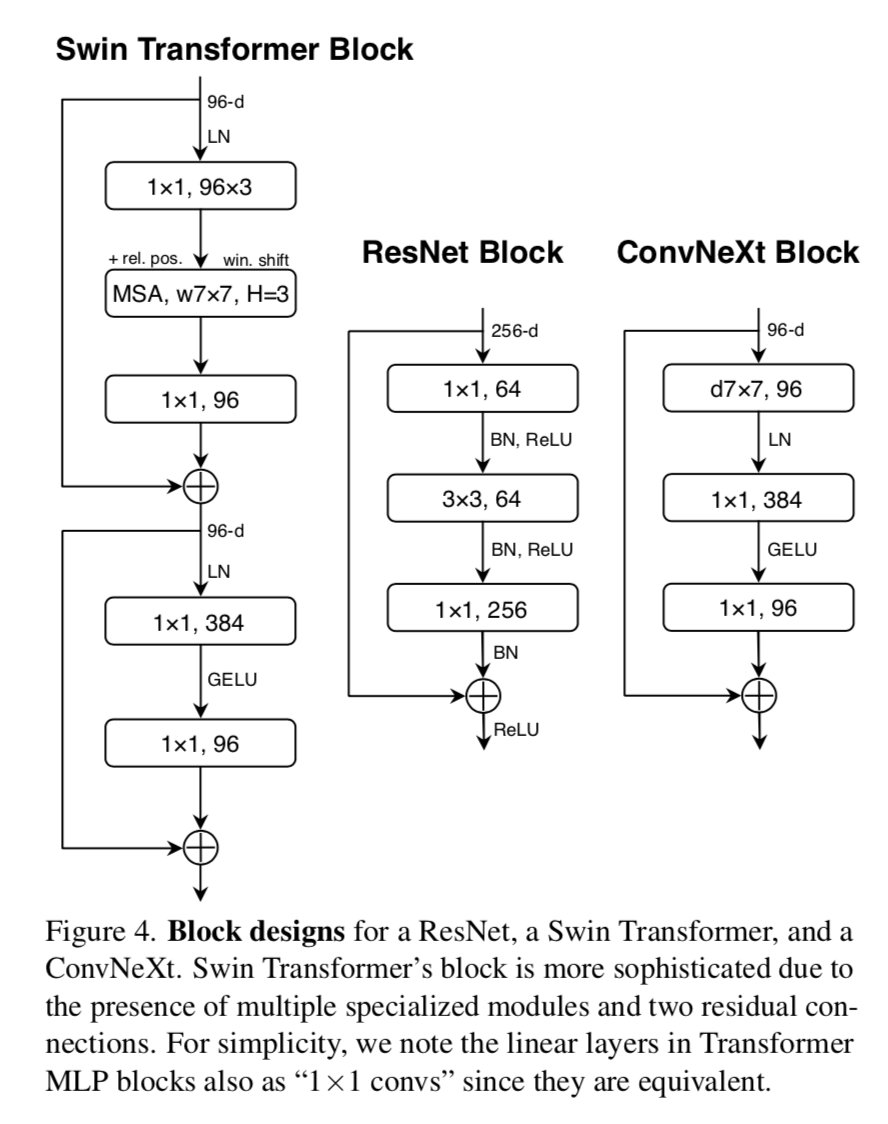 Swin Transformer Block
96-d
LN
1×1, 96×3
+ rel. pos.
win. shift
MSA, w7×7, H=3
1×1, 96
96-d
LN
1×1, 384
GELU
1×1, 96
ResNet Block
256-d
1×1, 64
BN, ReLU
3×3, 64
BN, ReLU
1×1, 256
BN
ReLU
ConvNeXt Block
96-d
d7×7, 96
LN
1×1, 384
GELU
1×1, 96
Figure 4. Block designs for a ResNet, a Swin Transformer, and a
ConvNeXt. Swin Transformer’s block is more sophisticated due to
the presence of multiple specialized modules and two residual con-
nections. For simplicity, we note the linear layers in Transformer
MLP blocks also as “1×1 convs” since they are equivalent.